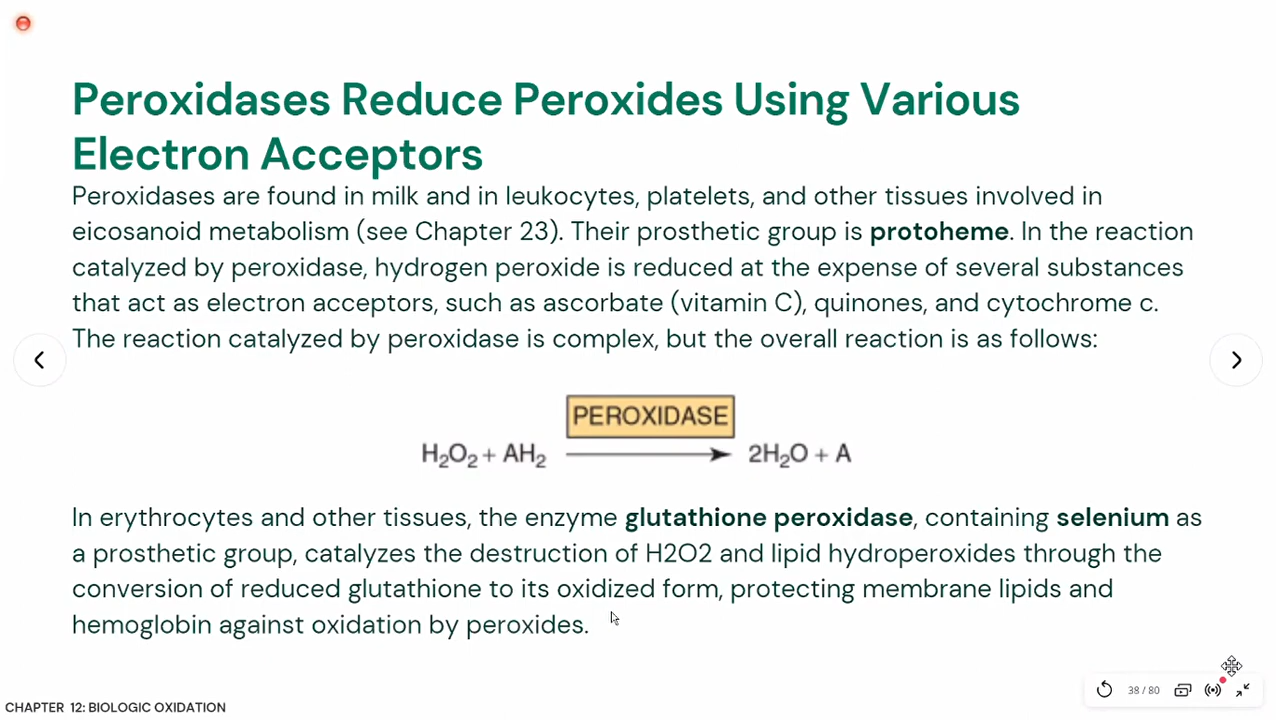 Peroxidases Reduce Peroxides Using Various
Electron Acceptors
Peroxidases are found in milk and in leukocytes, platelets, and other tissues involved in
eicosanoid metabolism (see Chapter 23). Their prosthetic group is protoheme. In the reaction
catalyzed by peroxidase, hydrogen peroxide is reduced at the expense of several substances
that act as electron acceptors, such as ascorbate (vitamin C), quinones, and cytochrome c.
The reaction catalyzed by peroxidase is complex, but the overall reaction is as follows:
PEROXIDASE
H₂O₂ + AH₂ → 2H₂O + A
In erythrocytes and other tissues, the enzyme glutathione peroxidase, containing selenium as
a prosthetic group, catalyzes the destruction of H2O2 and lipid hydroperoxides through the
conversion of reduced glutathione to its oxidized form, protecting membrane lipids and
hemoglobin against oxidation by peroxides.
38 / 80
CHAPTER 12: BIOLOGIC OXIDATION